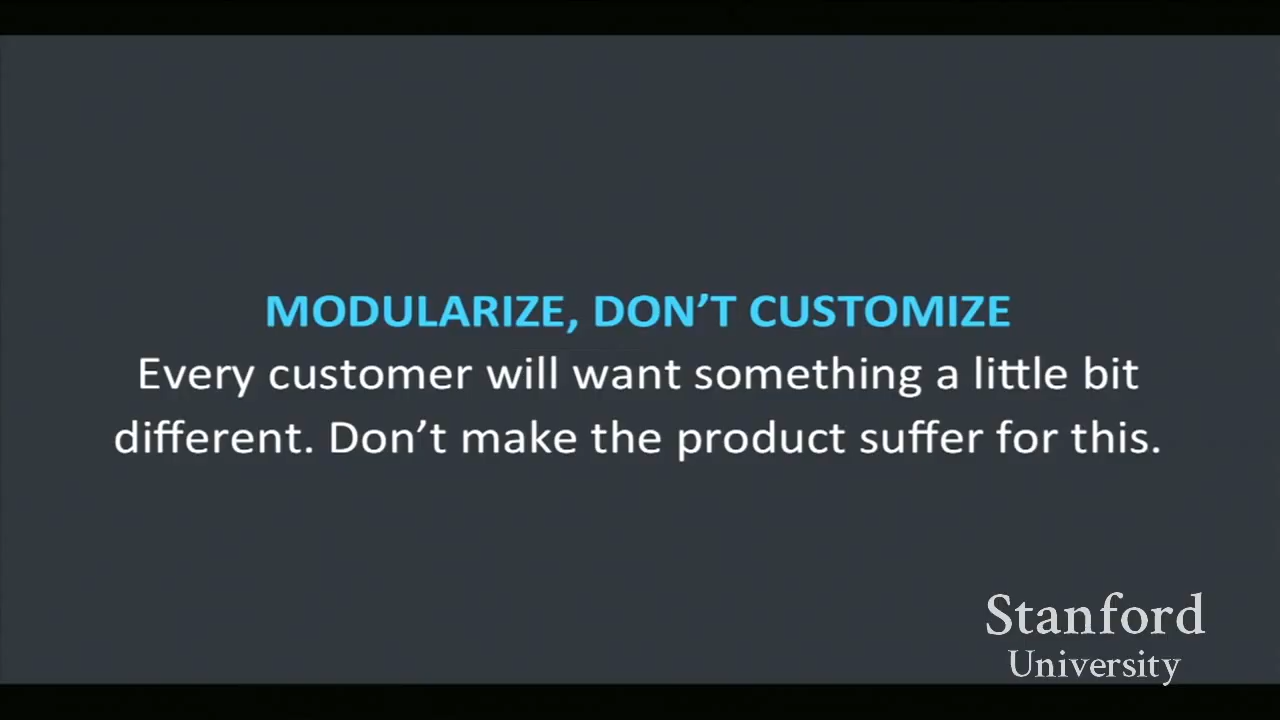 MODULARIZE, DON’T CUSTOMIZE
Every customer will want something a little bit
different. Don’t make the product suffer for this.
Stanford
University